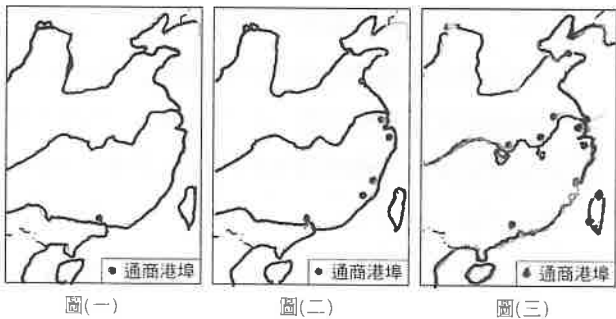 • 通商港埠
• 通商港埠
• 通商港埠
圖(一)
圖(二)
圖(三)